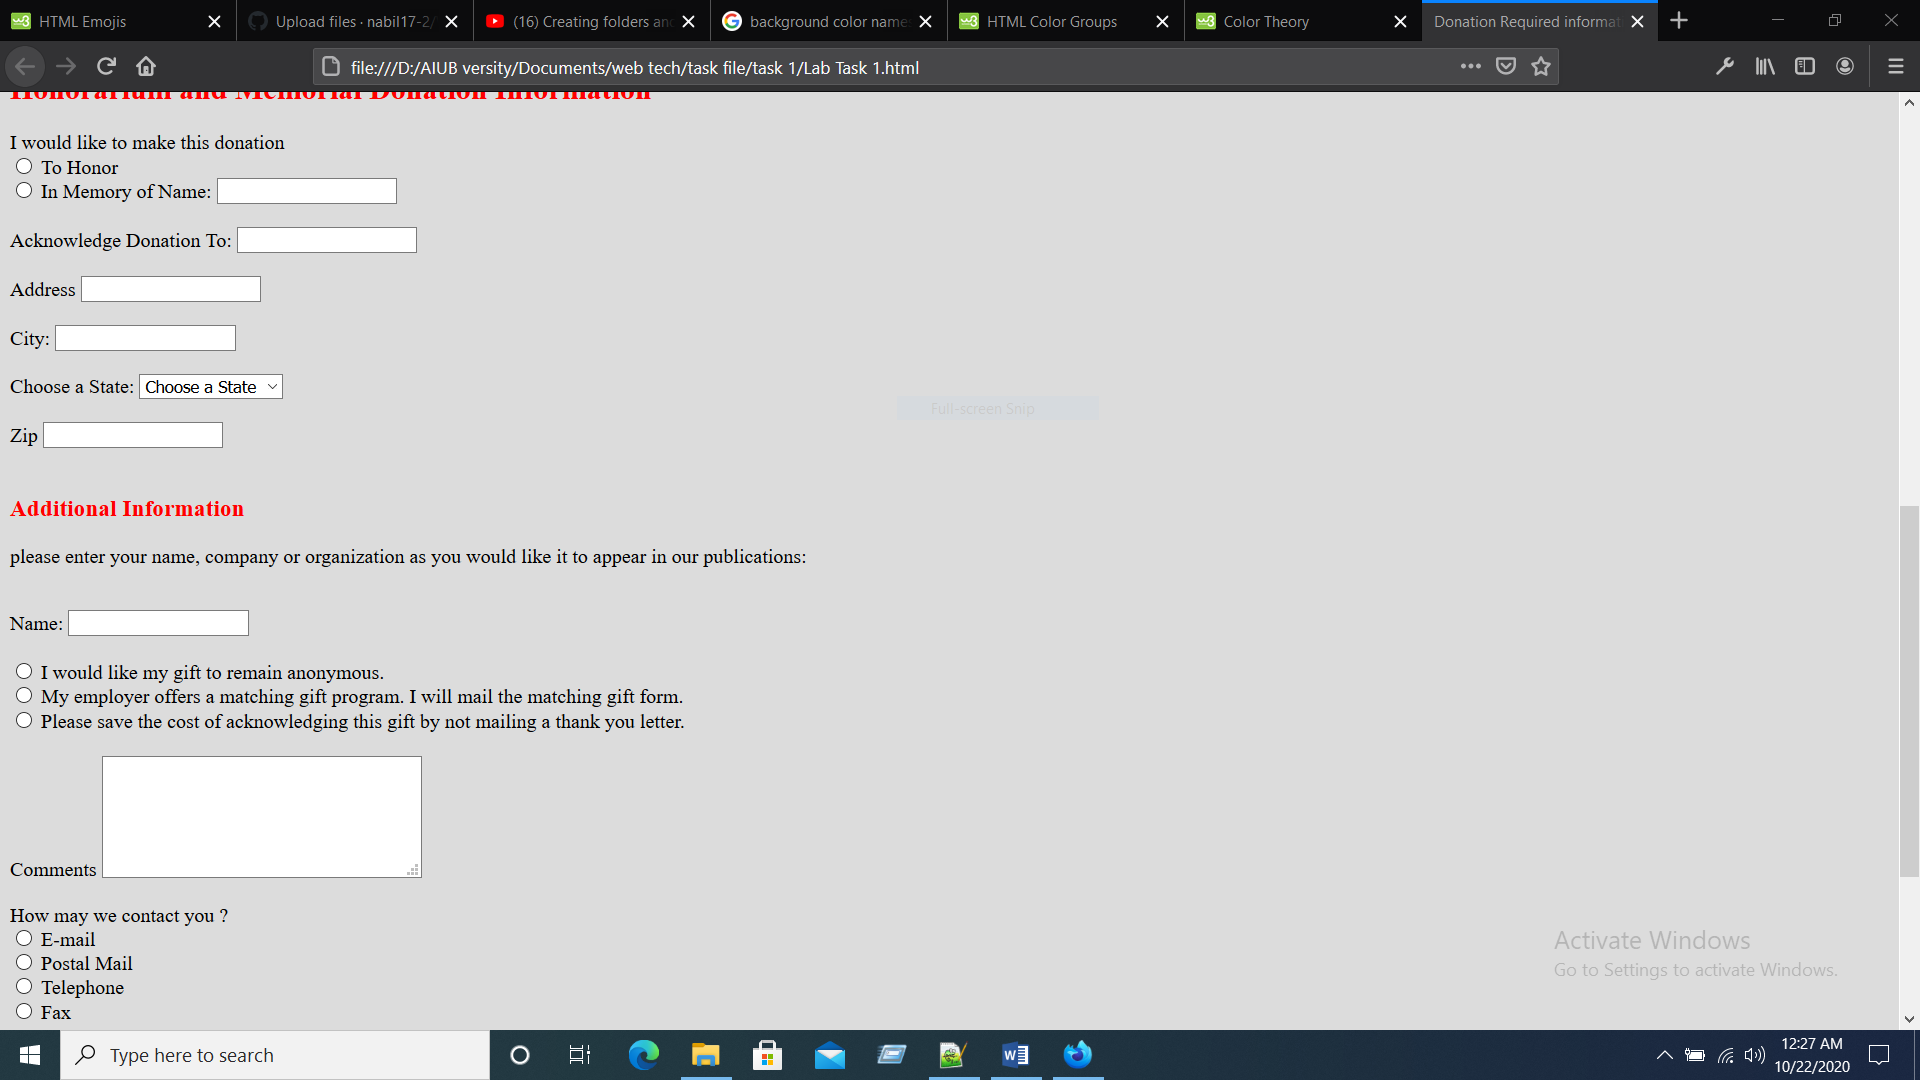 HTML Emojis
Upload files · nabil17-2/
(16) Creating folders an
background color name
HTML Color Groups
Color Theory
Donation Required informat
file:///D:/AIUB versity/Documents/web tech/task file/task 1/Lab Task 1.html
Honorarium and Memorial Donation Information
I would like to make this donation
To Honor
In Memory of Name:
Acknowledge Donation To:
Address
City:
Choose a State: Choose a State
Full-screen Snip
Zip
Additional Information
please enter your name, company or organization as you would like it to appear in our publications:
Name:
I would like my gift to remain anonymous.
My employer offers a matching gift program. I will mail the matching gift form.
Please save the cost of acknowledging this gift by not mailing a thank you letter.
Comments
How may we contact you ?
E-mail
Postal Mail
Telephone
Fax
Activate Windows
Go to Settings to activate Windows.
Type here to search
12:27 AM
10/22/2020